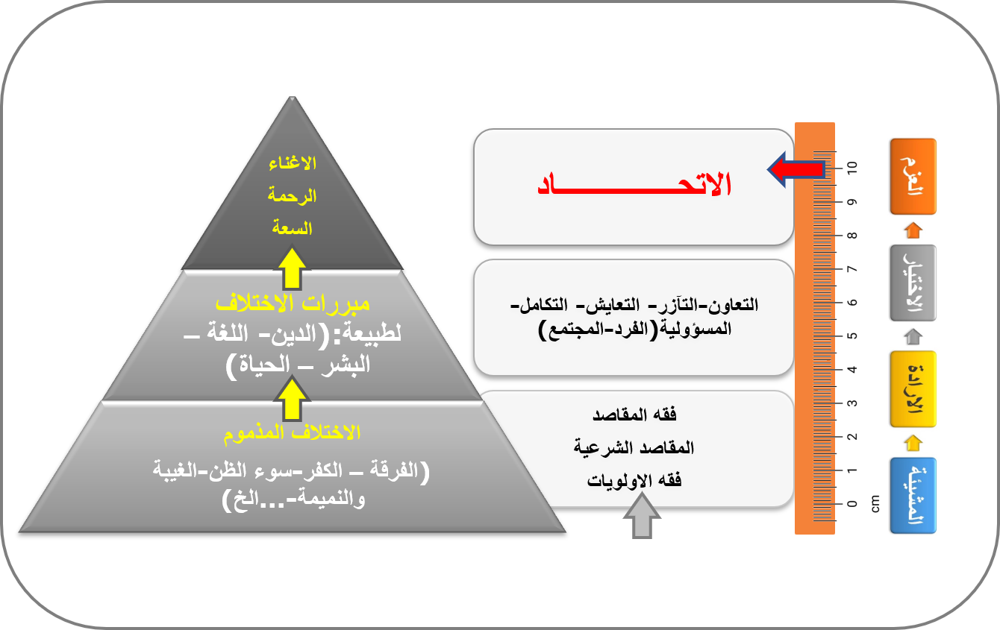 الاغناء
الرحمة
السعة
مبررات الاختلاف
لطبيعة:(الدين- اللغة –
البشر – الحياة)
الاختلاف المذموم
(الفرقة – الكفر-سوء الظن-الغيبة
والنميمة-...الخ)
الاتحـــــــــــــــاد
التعاون-التآزر- التعايش- التكامل-
المسؤولية(الفرد-المجتمع)
فقه المقاصد
المقاصد الشرعية
فقه الاولويات
10
9
8
7
6
5
4
3
2
1
0
cm
العزم
الاختيار
الارادة
المشيئة